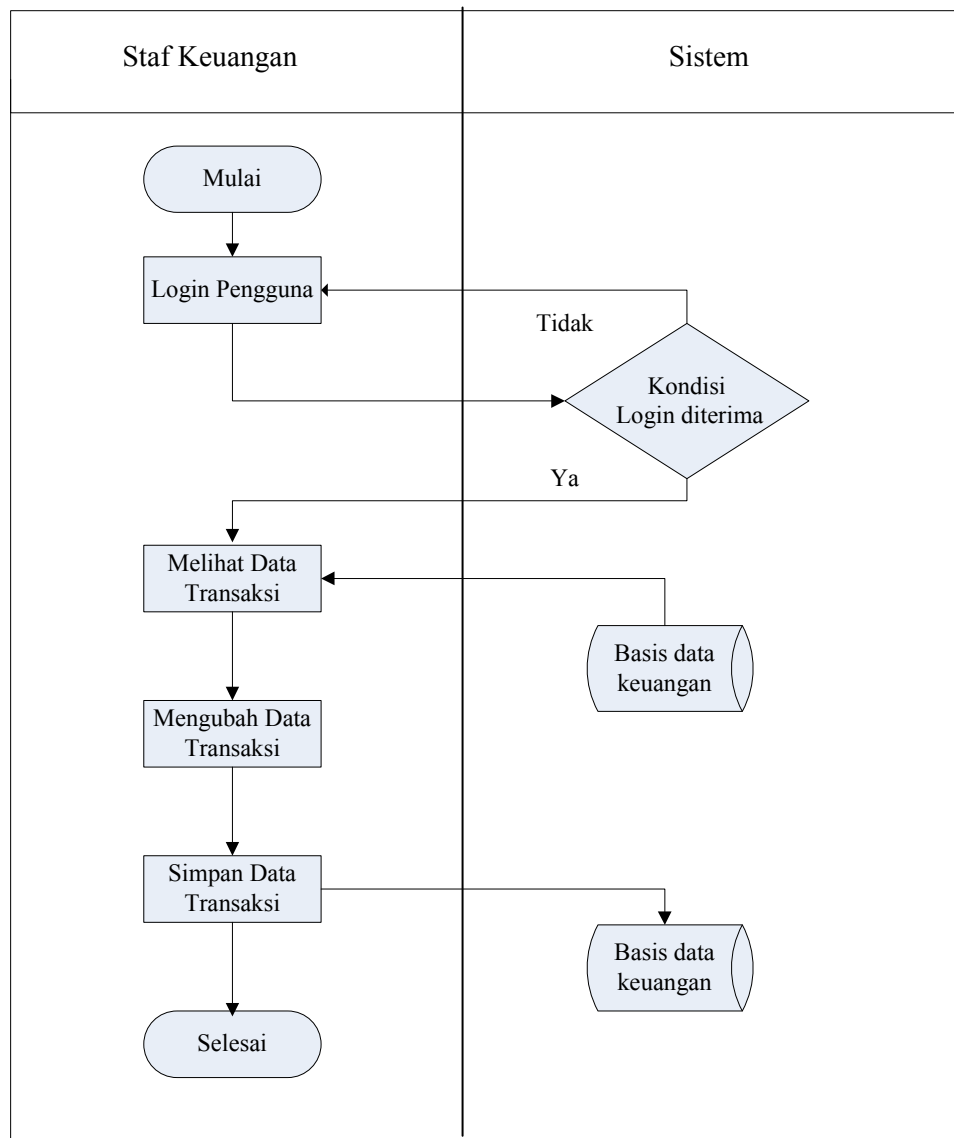 Staf Keuangan
Sistem
Mulai
Login Pengguna
Tidak
Kondisi
Login diterima
Ya
Melihat Data
Transaksi
Basis data
keuangan
Mengubah Data
Transaksi
Simpan Data
Transaksi
Basis data
keuangan
Selesai